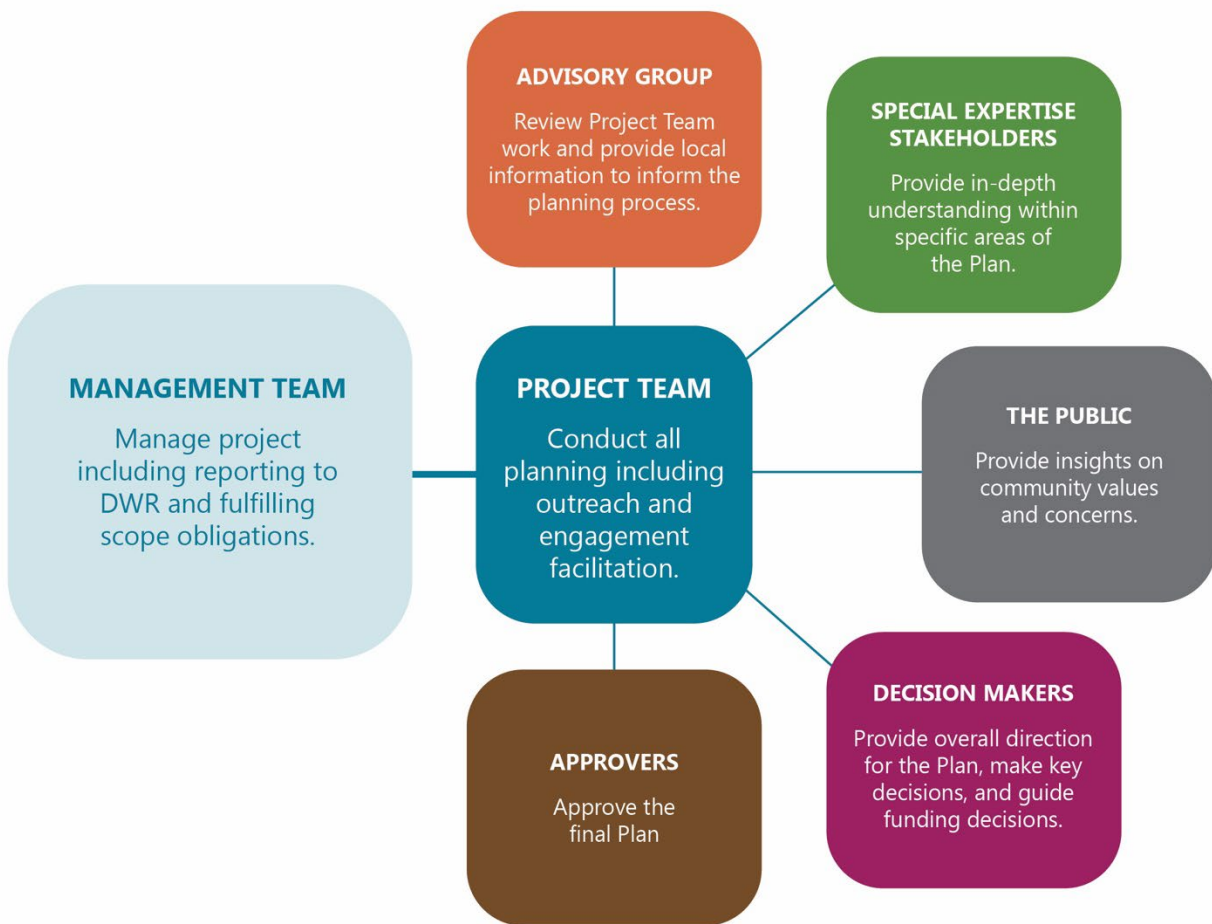 ADVISORY GROUP
Review Project Team
work and provide local
information to inform the
planning process.
SPECIAL EXPERTISE
STAKEHOLDERS
Provide in-depth
understanding within
specific areas of
the Plan.
MANAGEMENT TEAM
Manage project
including reporting to
DWR and fulfilling
scope obligations.
PROJECT TEAM
Conduct all
planning including
outreach and
engagement
facilitation.
THE PUBLIC
Provide insights on
community values
and concerns.
APPROVERS
Approve the
final Plan
DECISION MAKERS
Provide overall direction
for the Plan, make key
decisions, and guide
funding decisions.